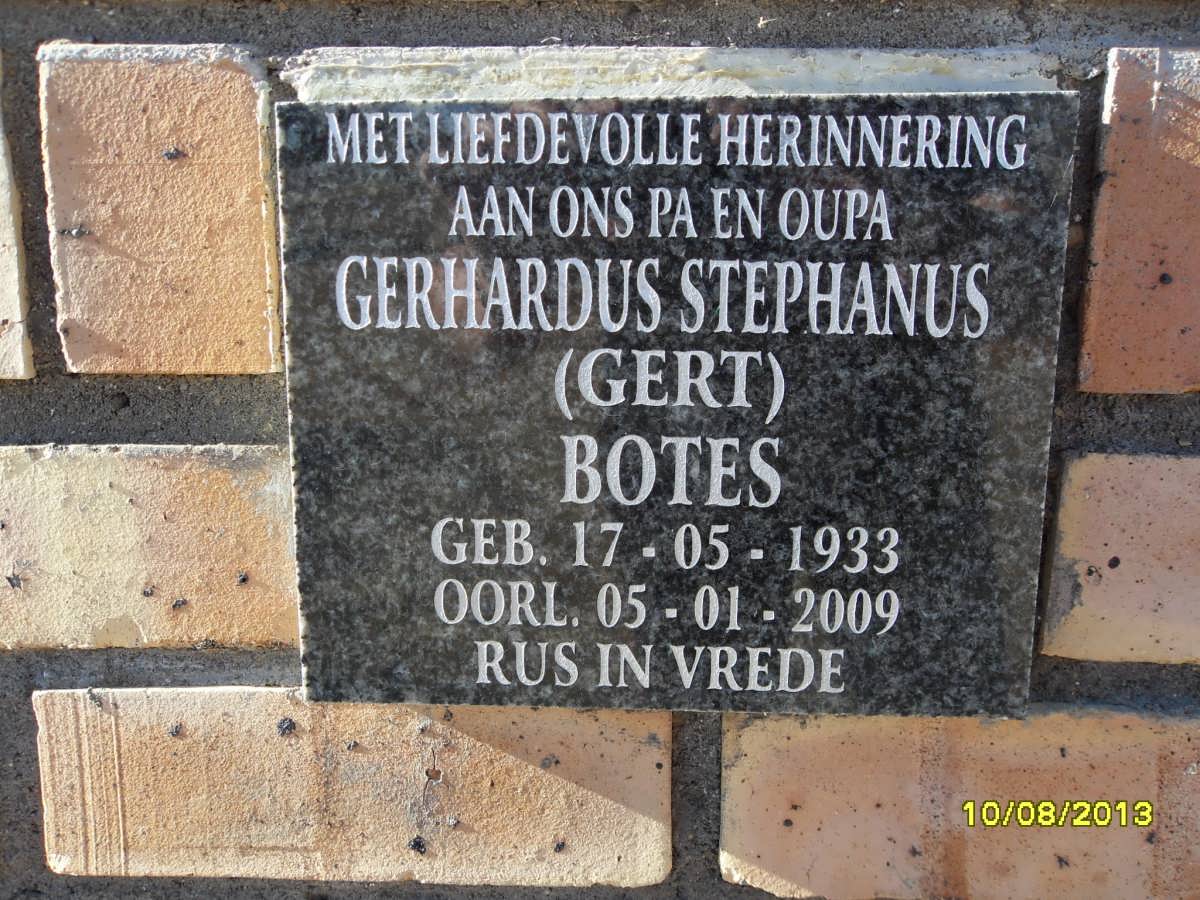 MET LIEFDEVOLLE HERINNERING
AAN ONS PA EN OUPA
GERHARDUS STEPHANUS
(GERT)
BOTES
GEB. 17 - 05 - 1933
OORL. 05 - 01 - 2009
RUS IN VREDE
10/08/2013